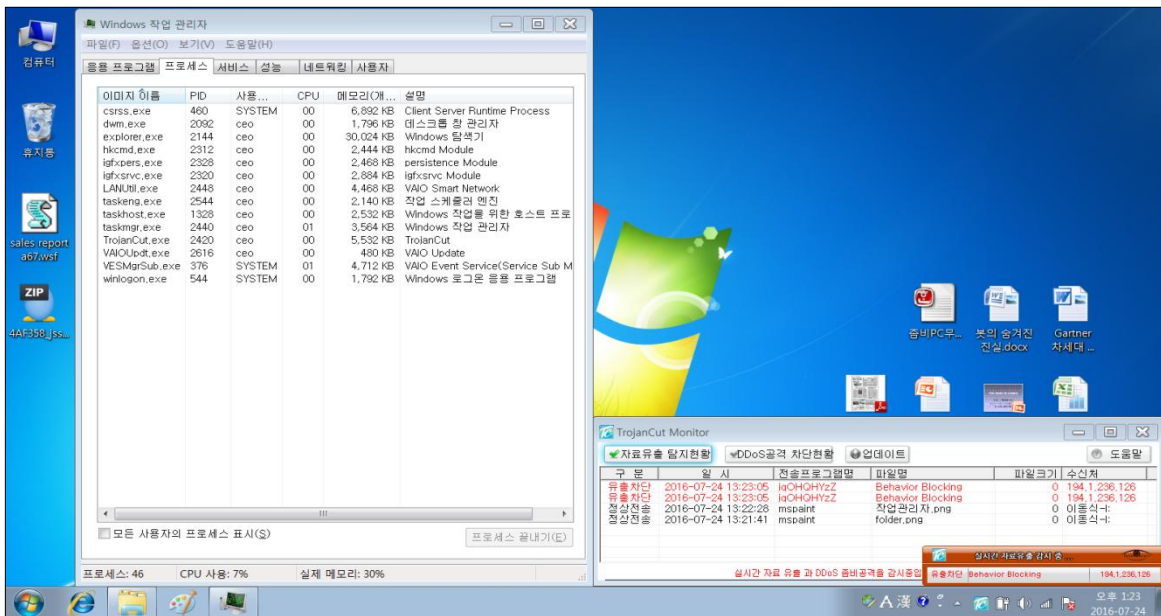 컴퓨터
휴지통
sales report
a67.wsf
ZIP
4AF358_jss...
Windows 작업 관리자
파일(F) 옵션(O) 보기(V) 도움말(H)
응용 프로그램 프로세스 서비스 성능 네트워킹 사용자
이미지 이름 PID 사용... CPU 메모리(개... 설명
csrss.exe 460 SYSTEM 00 6,892 KB Client Server Runtime Process
dwm.exe 2092 ceo 00 1,796 KB 데스크톱 창 관리자
explorer.exe 2144 ceo 00 30,024 KB Windows 탐색기
hkcmd.exe 2312 ceo 00 2,444 KB hkcmd Module
igfxpers.exe 2328 ceo 00 2,468 KB persistence Module
igfxsrvc.exe 2320 ceo 00 2,884 KB igfxsrvc Module
LANUtil.exe 2448 ceo 00 4,468 KB VAIO Smart Network
taskeng.exe 2544 ceo 00 2,140 KB 작업 스케줄러 엔진
taskhost.exe 1328 ceo 00 2,532 KB Windows 작업을 위한 호스트 프로
taskmgr.exe 2440 ceo 01 3,564 KB Windows 작업 관리자
TrojanCut.exe 2420 ceo 00 5,532 KB TrojanCut
VAIOUpdt.exe 2616 ceo 00 480 KB VAIO Update
VESMgrSub.exe 376 SYSTEM 01 4,712 KB VAIO Event Service(Service Sub M
winlogon.exe 544 SYSTEM 00 1,792 KB Windows 로그온 응용 프로그램
모든 사용자의 프로세스 표시(S)
프로세스 끝내기(E)
프로세스: 46 CPU 사용: 7% 실제 메모리: 30%
좀비PC무...
봇의 숨겨진
진실.docx
Gartner
차세대 ...
TrojanCut Monitor
자료유출 탐지현황 DDoS공격 차단현황 업데이트 도움말
구 분 일 시 전송프로그램명 파일명 파일크기 수신처
유출차단 2016-07-24 13:23:05 jqOHQHYzZ Behavior Blocking 0 194,1,236,126
유출차단 2016-07-24 13:23:05 jqOHQHYzZ Behavior Blocking 0 194,1,236,126
정상전송 2016-07-24 13:22:28 mspaint 작업관리자.png 0 이동식-I:
정상전송 2016-07-24 13:21:41 mspaint folder.png 0 이동식-I:
실시간 자료 유출 과 DDoS 좀비공격을 감시중입
실시간 자료유출 감시 중...
유출차단 Behavior Blocking 194,1,236,126
A 漢
오후 1:23
2016-07-24